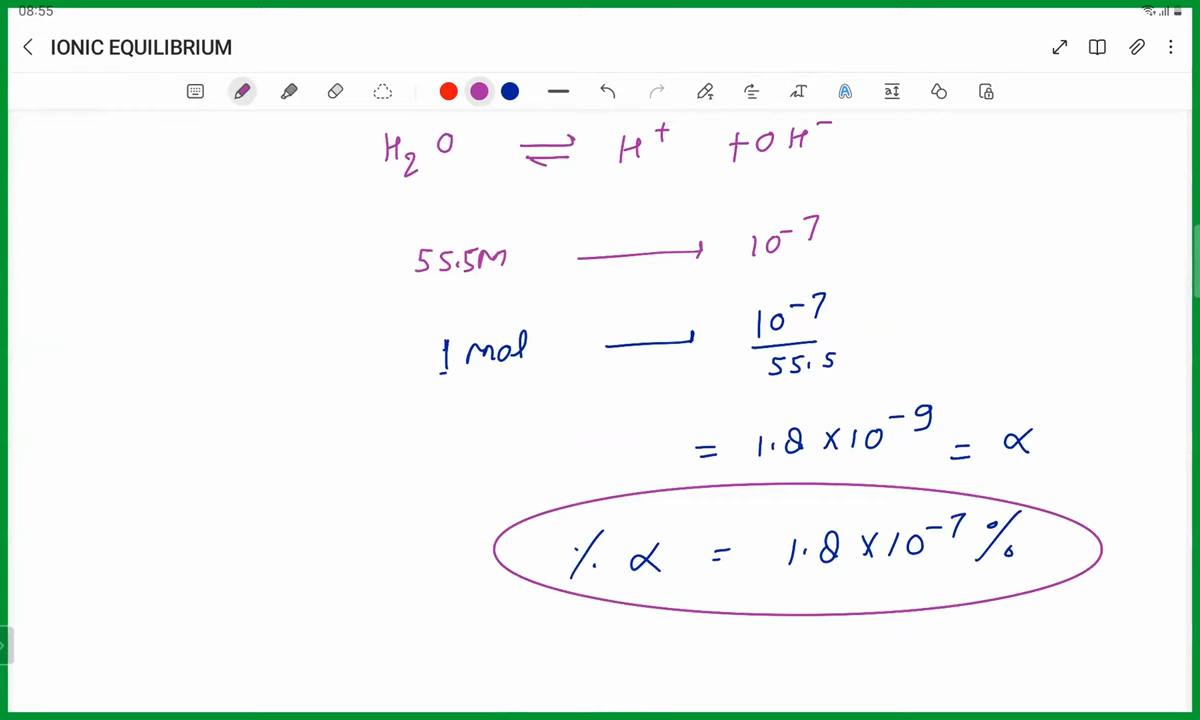 08:55
IONIC EQUILIBRIUM
H₂O ⇌ H⁺ + OH⁻
55.5M ⟶ 10⁻⁷
1 mol ⟶ 10⁻⁷/55.5
= 1.8 × 10⁻⁹ = α
% α = 1.8 × 10⁻⁷ %